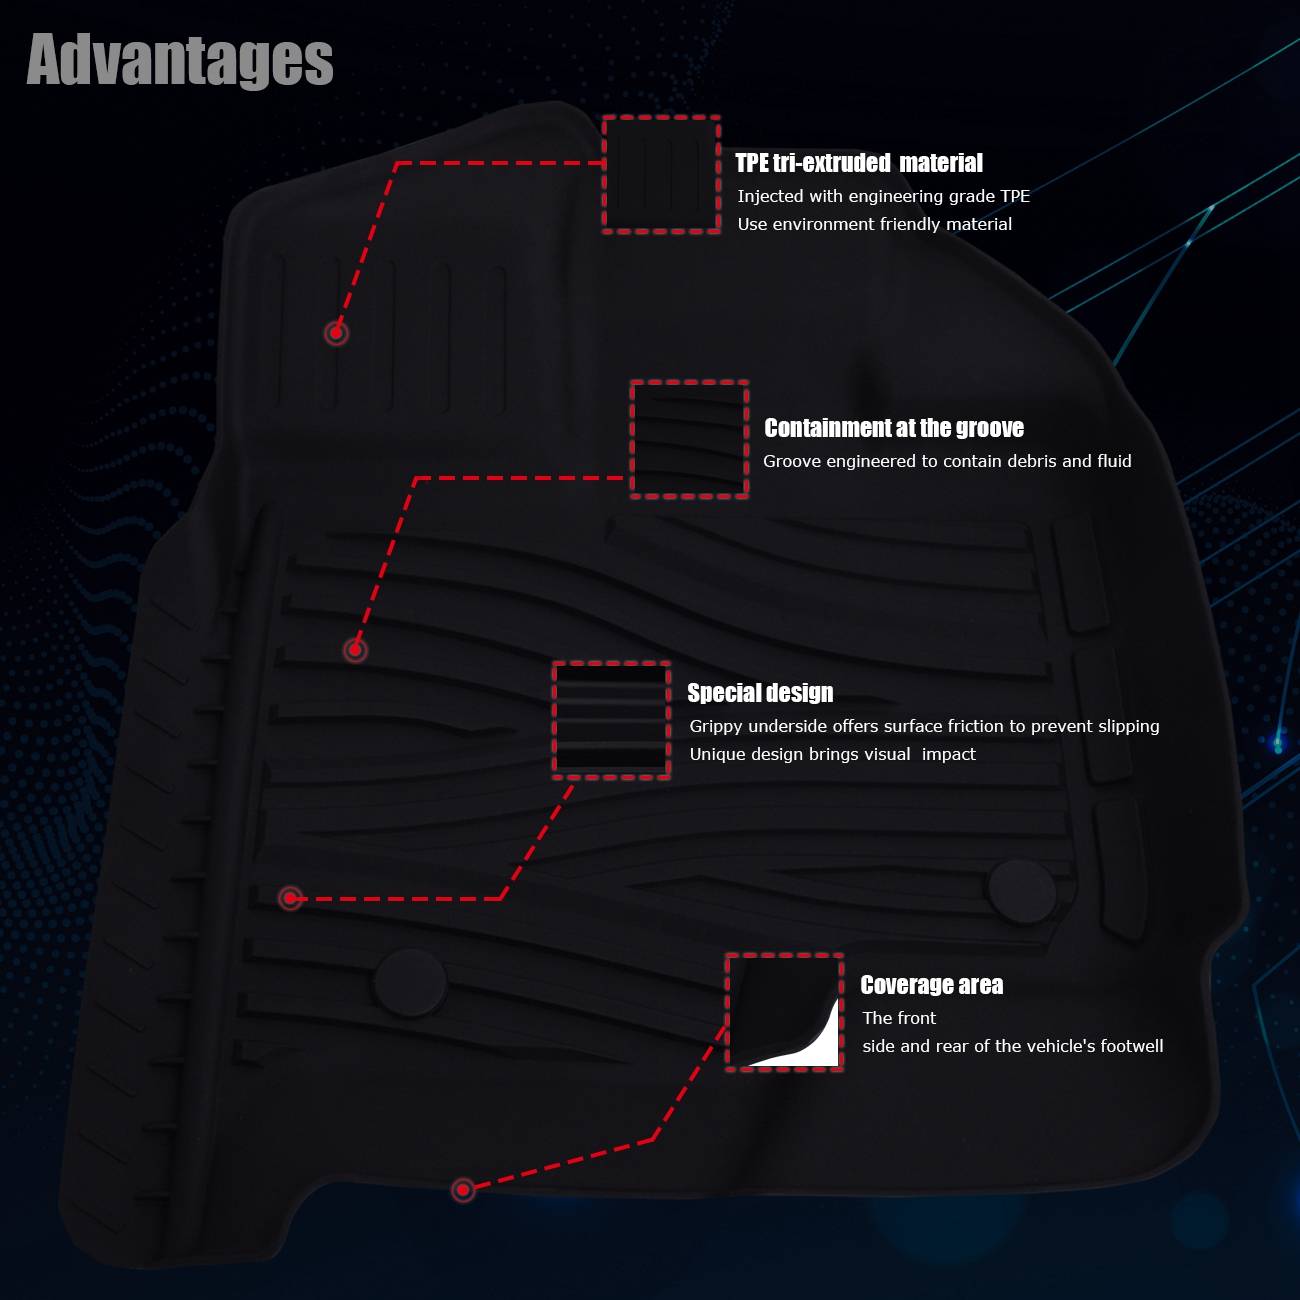 Advantages
TPE tri-extruded  material
Injected with engineering grade TPE
Use environment friendly material
Containment at the groove
Groove engineered to contain debris and fluid
Special design
Grippy underside offers surface friction to prevent slipping
Unique design brings visual  impact
Coverage area
The front
side and rear of the vehicle's footwell